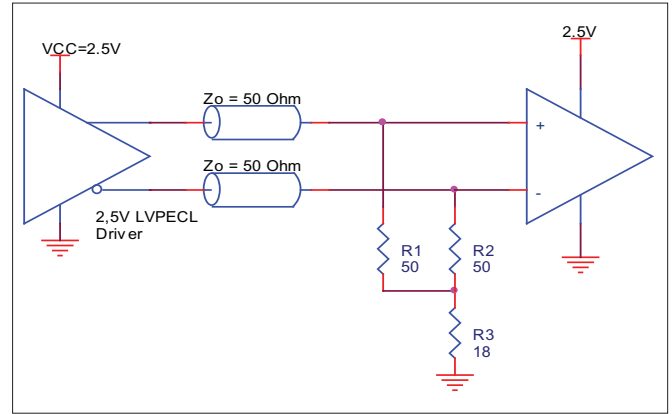 VCC=2.5V
2.5V
Zo = 50 Ohm
+
Zo = 50 Ohm
-
2,5V LVPECL
Driver
R1
50
R2
50
R3
18